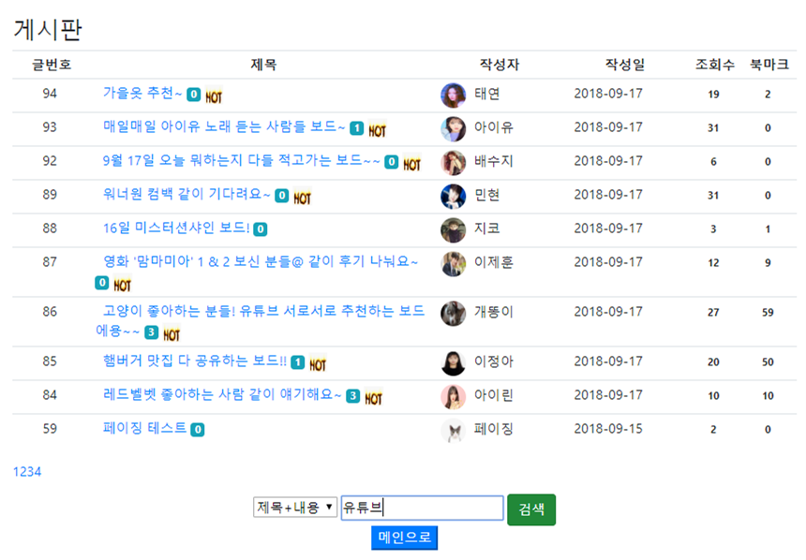 게시판
글번호 제목 작성자 작성일 조회수 북마크
94 가을옷 추천~ 0 HOT 태연 2018-09-17 19 2
93 매일매일 아이유 노래 듣는 사람들 보드~ 1 HOT 아이유 2018-09-17 31 0
92 9월 17일 오늘 뭐하는지 다들 적고가는 보드~~ 0 HOT 배수지 2018-09-17 6 0
89 워너원 컴백 같이 기다려요~ 0 HOT 민현 2018-09-17 31 0
88 16일 미스터션샤인 보드! 0 지코 2018-09-17 3 1
87 영화 '맘마미아' 1 & 2 보신 분들@ 같이 후기 나눠요~ 이제훈 2018-09-17 12 9
0 HOT
86 고양이 좋아하는 분들! 유튜브 서로서로 추천하는 보드 개똥이 2018-09-17 27 59
에용~~ 3 HOT
85 햄버거 맛집 다 공유하는 보드!! 1 HOT 이정아 2018-09-17 20 50
84 레드벨벳 좋아하는 사람 같이 얘기해요~ 3 HOT 아이린 2018-09-17 10 10
59 페이징 테스트 0 페이징 2018-09-15 2 0
1234
제목+내용 유튜브 검색
메인으로